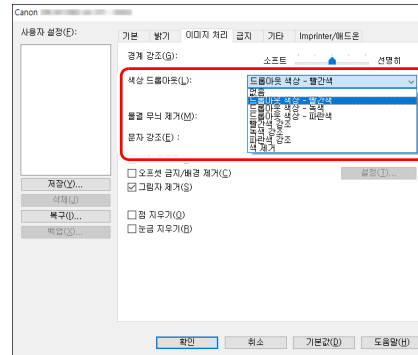 Canon
사용자 설정(F):
기본 밝기 이미지 처리 급지 기타 Imprinter/애드온
경계 강조(G):
소프트 선명히
색상 드롭아웃(L):
드롭아웃 색상 - 빨간색
없음
드롭아웃 색상 - 빨간색
드롭아웃 색상 - 녹색
드롭아웃 색상 - 파란색
빨간색 강조
녹색 강조
파란색 강조
색 제거
물결 무늬 제거(M):
문자 강조(E) :
오프셋 급지/배경 제거(C)
설정(T)...
그림자 제거(S)
점 지우기(O)
눈금 지우기(R)
저장(Y)...
삭제(J)
복구(I)...
백업(X)...
확인 취소 기본값(D) 도움말(H)